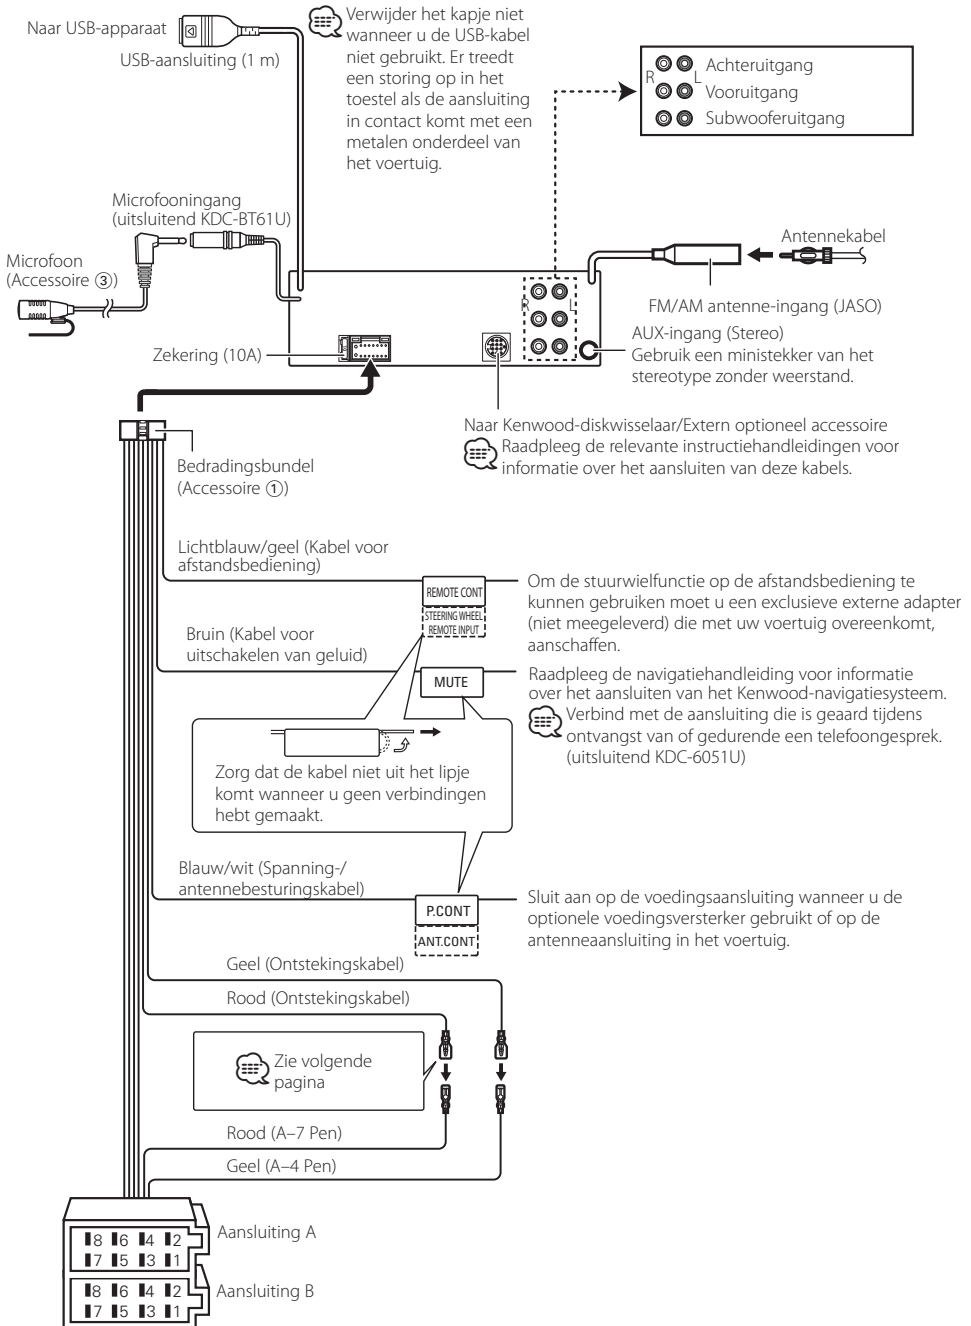 Naar USB-apparaat
USB-aansluiting (1 m)
Verwijder het kapje niet
wanneer u de USB-kabel
niet gebruikt. Er treedt
een storing op in het
toestel als de aansluiting
in contact komt met een
metalen onderdeel van
het voertuig.
R L
Achteruitgang
Vooruitgang
Subwooferuitgang
Microfooningang
(uitsluitend KDC-BT61U)
Microfoon
(Accessoire ③)
Antennekabel
FM/AM antenne-ingang (JASO)
R L
AUX-ingang (Stereo)
Gebruik een ministekker van het
stereotype zonder weerstand.
Zekering (10A)
Naar Kenwood-diskwisselaar/Extern optioneel accessoire
Raadpleeg de relevante instructiehandleidingen voor
informatie over het aansluiten van deze kabels.
Bedradingsbundel
(Accessoire ①)
Lichtblauw/geel (Kabel voor
afstandsbediening)
REMOTE CONT
STEERING WHEEL
REMOTE INPUT
Om de stuurwielfunctie op de afstandsbediening te
kunnen gebruiken moet u een exclusieve externe adapter
(niet meegeleverd) die met uw voertuig overeenkomt,
aanschaffen.
Bruin (Kabel voor
uitschakelen van geluid)
MUTE
Raadpleeg de navigatiehandleiding voor informatie
over het aansluiten van het Kenwood-navigatiesysteem.
Verbind met de aansluiting die is geaard tijdens
ontvangst van of gedurende een telefoongesprek.
(uitsluitend KDC-6051U)
Zorg dat de kabel niet uit het lipje
komt wanneer u geen verbindingen
hebt gemaakt.
Blauw/wit (Spanning-/
antennebesturingskabel)
P.CONT
ANT.CONT
Sluit aan op de voedingsaansluiting wanneer u de
optionele voedingsversterker gebruikt of op de
antenneaansluiting in het voertuig.
Geel (Ontstekingskabel)
Rood (Ontstekingskabel)
Zie volgende
pagina
Rood (A–7 Pen)
Geel (A–4 Pen)
Aansluiting A
8 6 4 2
7 5 3 1
Aansluiting B
8 6 4 2
7 5 3 1